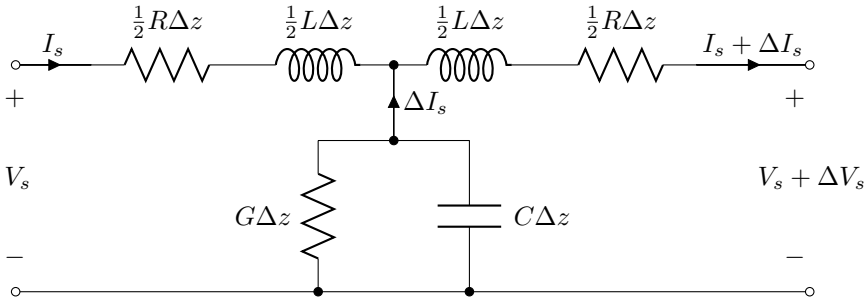 ½RΔz ½LΔz ½LΔz ½RΔz
I_s I_s + ΔI_s
+ ΔI_s +
V_s V_s + ΔV_s
GΔz CΔz
− −